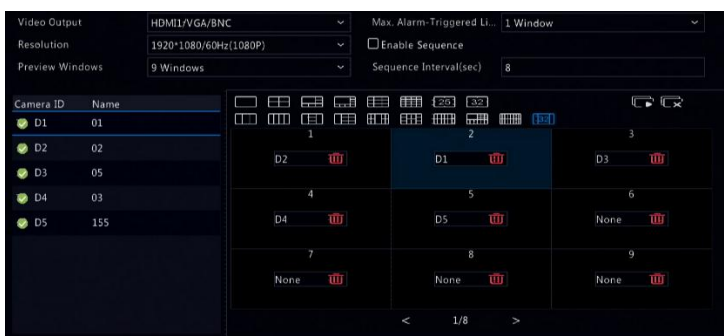 Video Output HDMI1/VGA/BNC Max. Alarm-Triggered Li... 1 Window
Resolution 1920*1080/60Hz(1080P) Enable Sequence
Preview Windows 9 Windows Sequence Interval(sec) 8
Camera ID Name
25 32
D1 01
D2 02
D3 05
D4 03
D5 155
1 2 3
D2 D1 D3
4 5 6
D4 D5 None
7 8 9
None None None
< 1/8 >